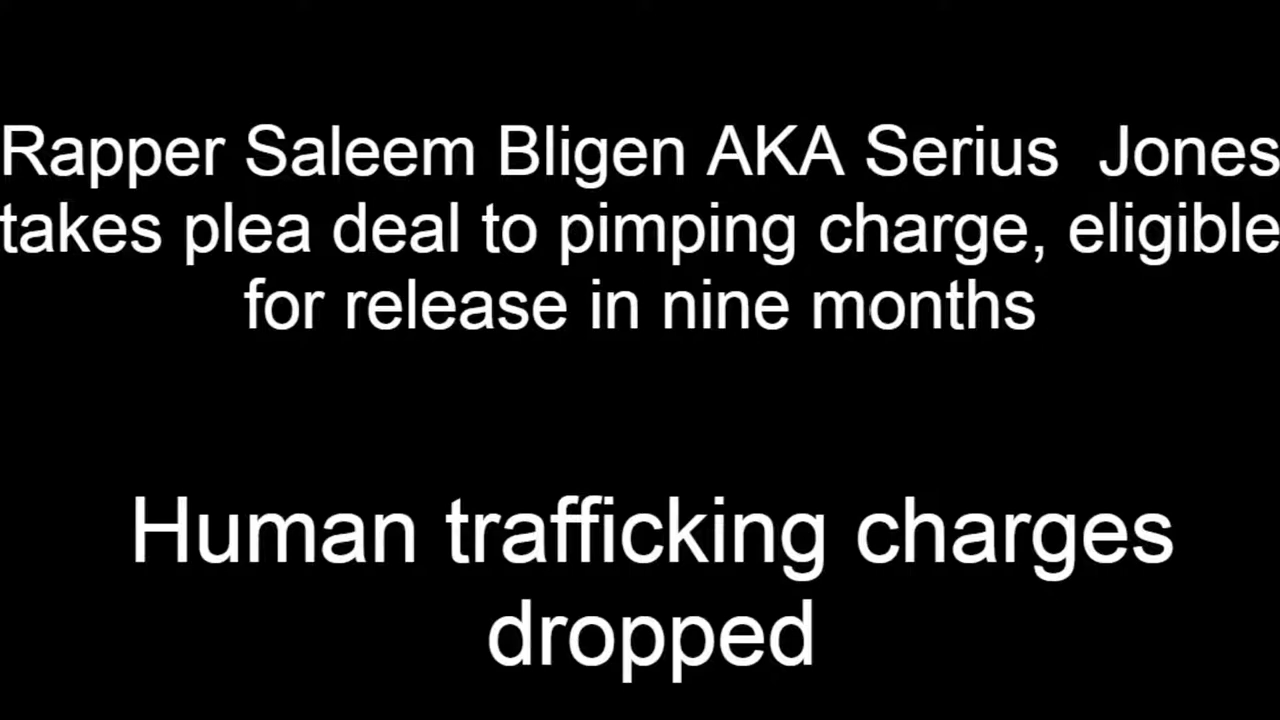 Rapper Saleem Bligen AKA Serius  Jones
takes plea deal to pimping charge, eligible
for release in nine months
Human trafficking charges
dropped